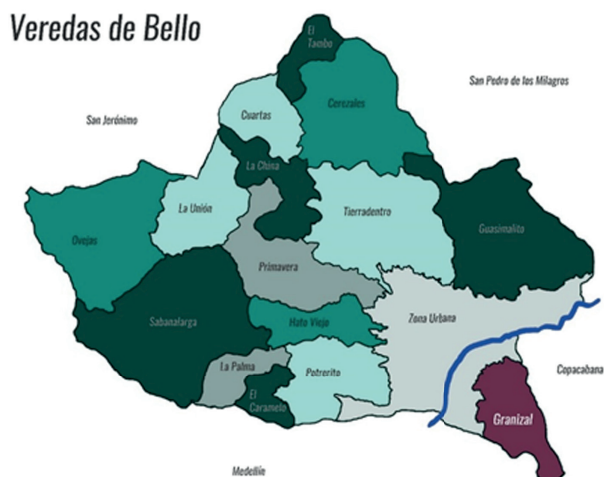 Veredas de Bello
El
Tambo
San Pedro de los Milagros
Cerezales
Cuartas
San Jerónimo
La China
La Unión
Tierradentro
Guasimalito
Ovejas
Primavera
Sabanalarga
Hato Viejo
Zona Urbana
La Palma
Potrerito
Copacabana
El
Caramelo
Granizal
Medellín